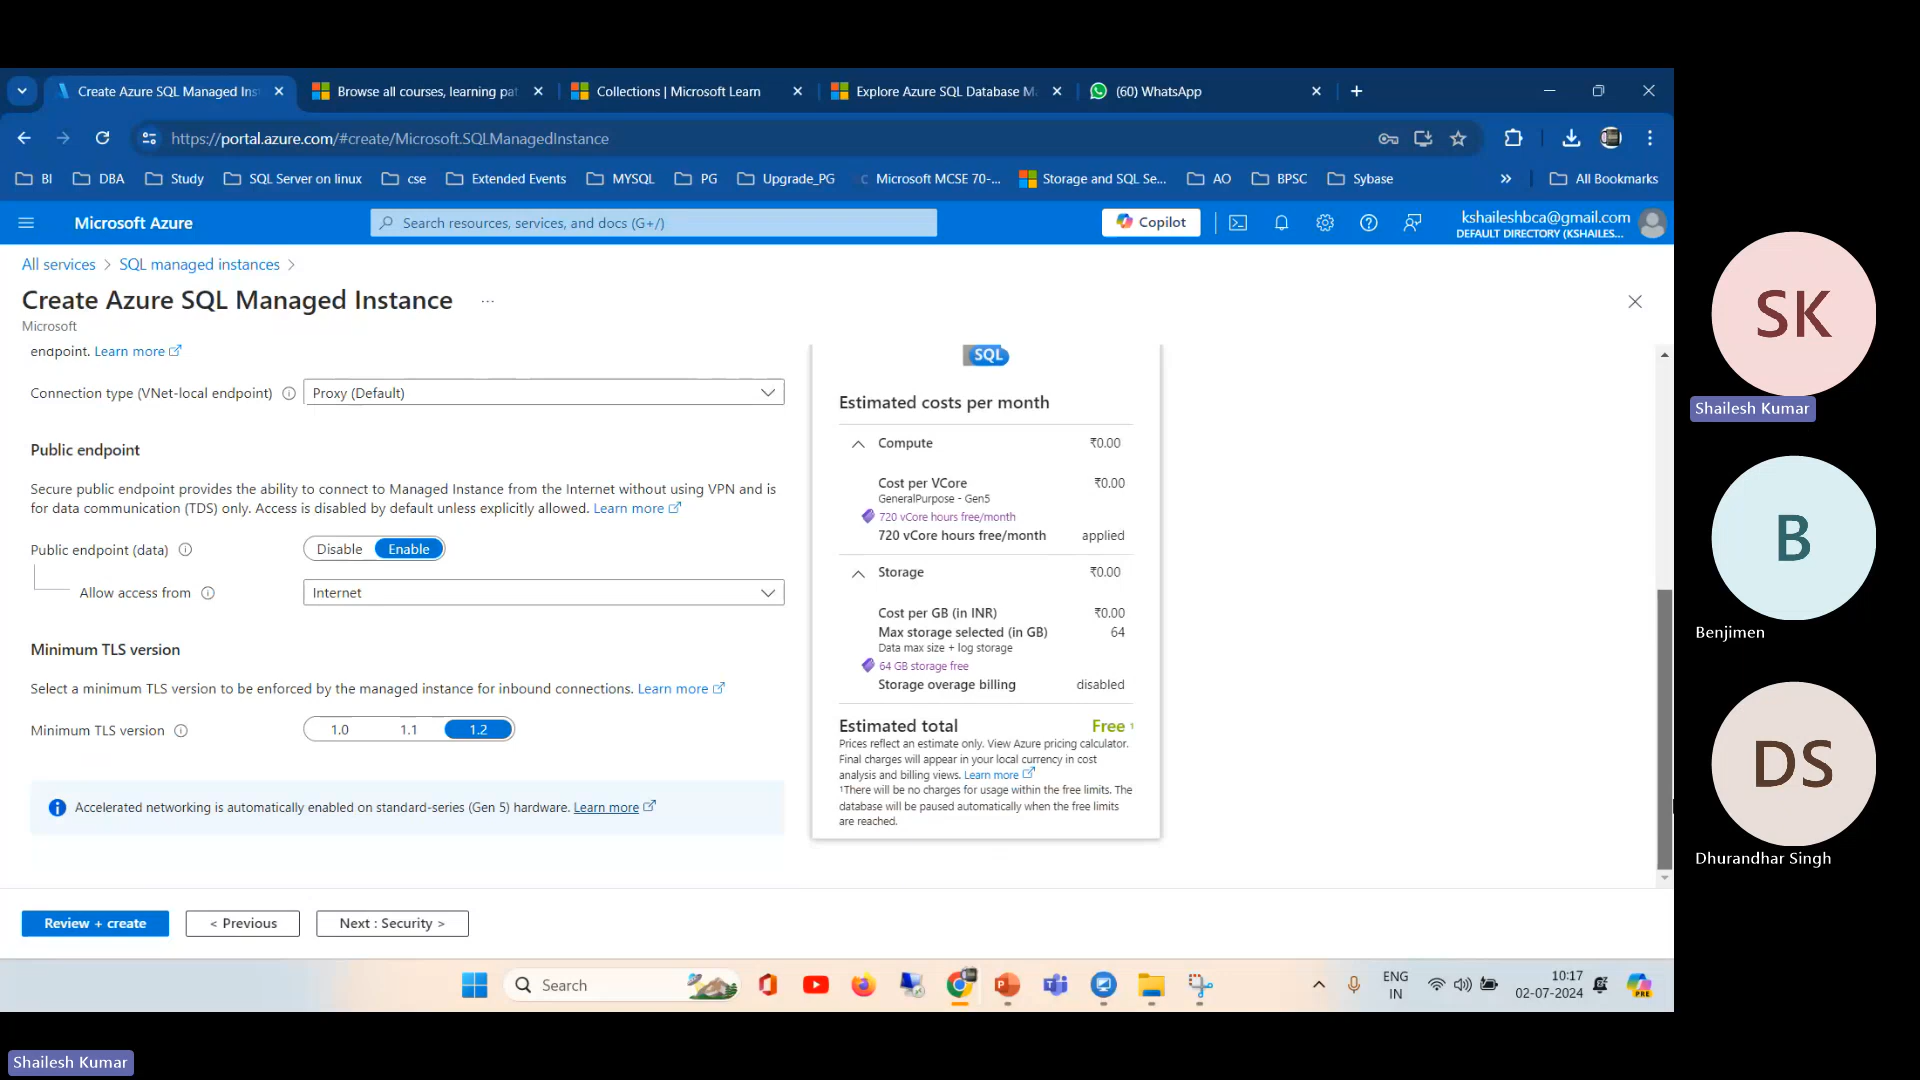 Create Azure SQL Managed Ins
Browse all courses, learning pat
Collections | Microsoft Learn
Explore Azure SQL Database Ma
(60) WhatsApp
https://portal.azure.com/#create/Microsoft.SQLManagedInstance
BI
DBA
Study
SQL Server on linux
cse
Extended Events
MYSQL
PG
Upgrade_PG
Microsoft MCSE 70-...
Storage and SQL Se...
AO
BPSC
Sybase
All Bookmarks
Microsoft Azure
Search resources, services, and docs (G+/)
Copilot
kshaileshbca@gmail.com
DEFAULT DIRECTORY (KSHAILES...
All services > SQL managed instances >
Create Azure SQL Managed Instance ...
Microsoft
endpoint. Learn more
Connection type (VNet-local endpoint)
Proxy (Default)
Public endpoint
Secure public endpoint provides the ability to connect to Managed Instance from the Internet without using VPN and is
for data communication (TDS) only. Access is disabled by default unless explicitly allowed. Learn more
Public endpoint (data)
Disable
Enable
Allow access from
Internet
Minimum TLS version
Select a minimum TLS version to be enforced by the managed instance for inbound connections. Learn more
Minimum TLS version
1.0
1.1
1.2
Accelerated networking is automatically enabled on standard-series (Gen 5) hardware. Learn more
SQL
Estimated costs per month
Compute ₹0.00
Cost per VCore ₹0.00
GeneralPurpose - Gen5
720 vCore hours free/month
720 vCore hours free/month applied
Storage ₹0.00
Cost per GB (in INR) ₹0.00
Max storage selected (in GB) 64
Data max size + log storage
64 GB storage free
Storage overage billing disabled
Estimated total Free 1
Prices reflect an estimate only. View Azure pricing calculator.
Final charges will appear in your local currency in cost
analysis and billing views. Learn more
¹There will be no charges for usage within the free limits. The
database will be paused automatically when the free limits
are reached.
Review + create
< Previous
Next : Security >
Search
ENG
IN
10:17
02-07-2024
PRE
SK
Shailesh Kumar
B
Benjimen
DS
Dhurandhar Singh
Shailesh Kumar